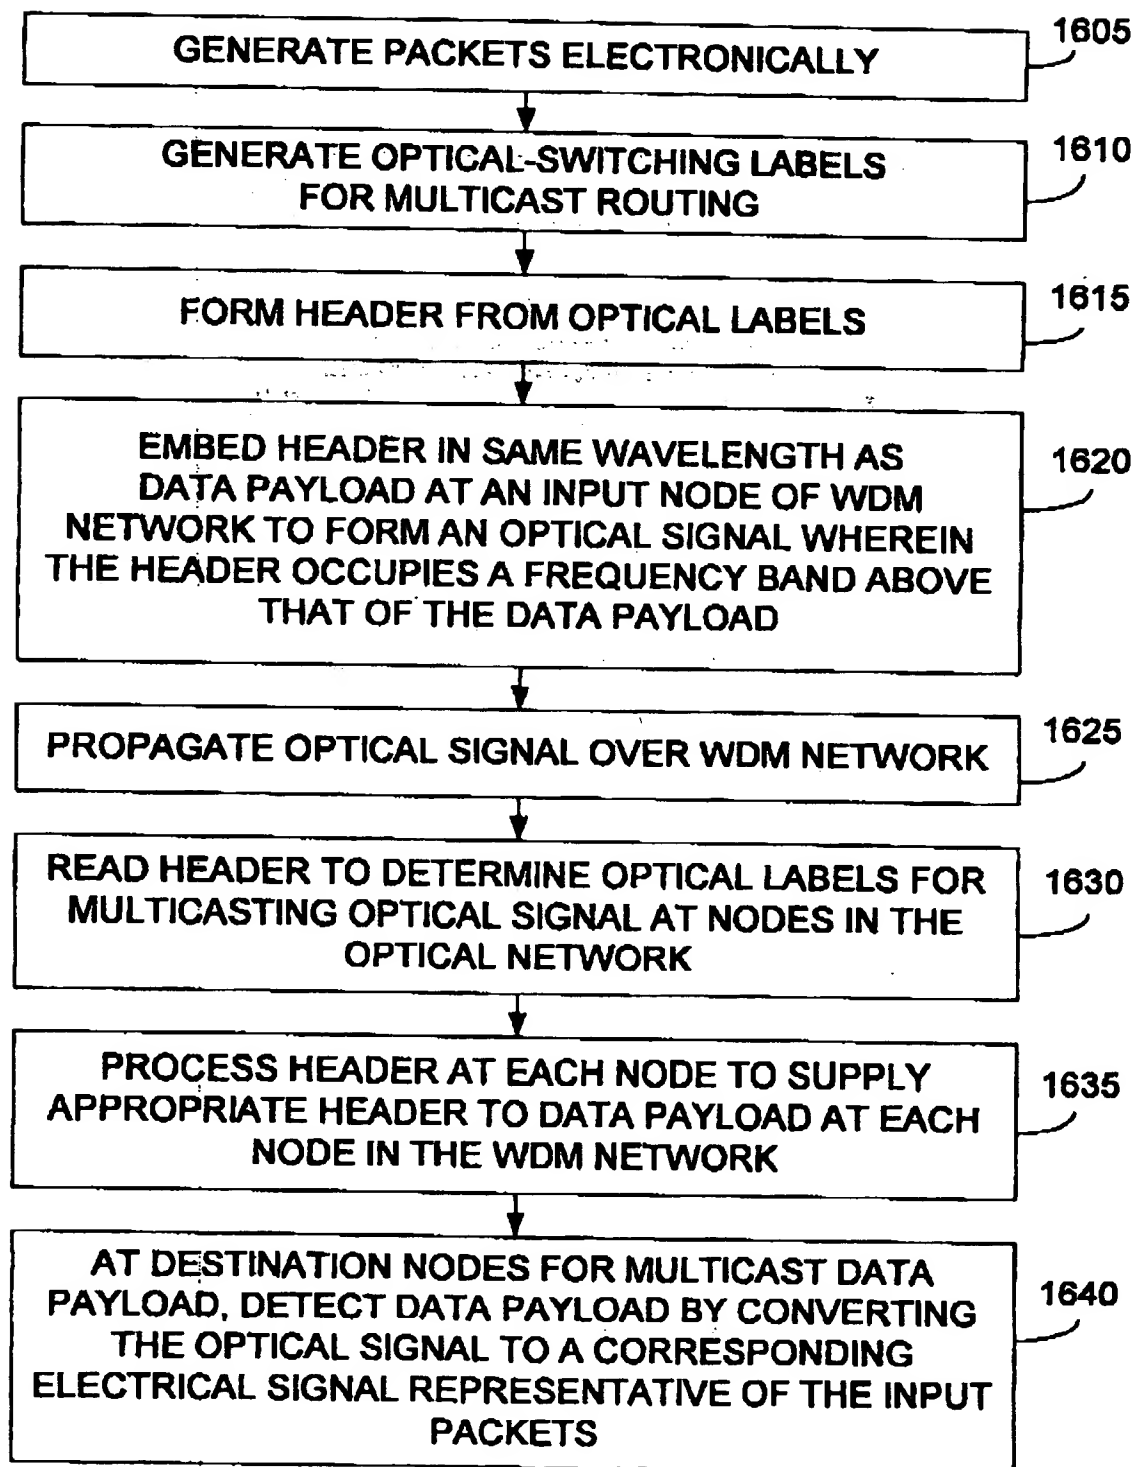 GENERATE PACKETS ELECTRONICALLY
1605
GENERATE OPTICAL-SWITCHING LABELS
FOR MULTICAST ROUTING
1610
FORM HEADER FROM OPTICAL LABELS
1615
EMBED HEADER IN SAME WAVELENGTH AS
DATA PAYLOAD AT AN INPUT NODE OF WDM
NETWORK TO FORM AN OPTICAL SIGNAL WHEREIN
THE HEADER OCCUPIES A FREQUENCY BAND ABOVE
THAT OF THE DATA PAYLOAD
1620
PROPAGATE OPTICAL SIGNAL OVER WDM NETWORK
1625
READ HEADER TO DETERMINE OPTICAL LABELS FOR
MULTICASTING OPTICAL SIGNAL AT NODES IN THE
OPTICAL NETWORK
1630
PROCESS HEADER AT EACH NODE TO SUPPLY
APPROPRIATE HEADER TO DATA PAYLOAD AT EACH
NODE IN THE WDM NETWORK
1635
AT DESTINATION NODES FOR MULTICAST DATA
PAYLOAD, DETECT DATA PAYLOAD BY CONVERTING
THE OPTICAL SIGNAL TO A CORRESPONDING
ELECTRICAL SIGNAL REPRESENTATIVE OF THE INPUT
PACKETS
1640